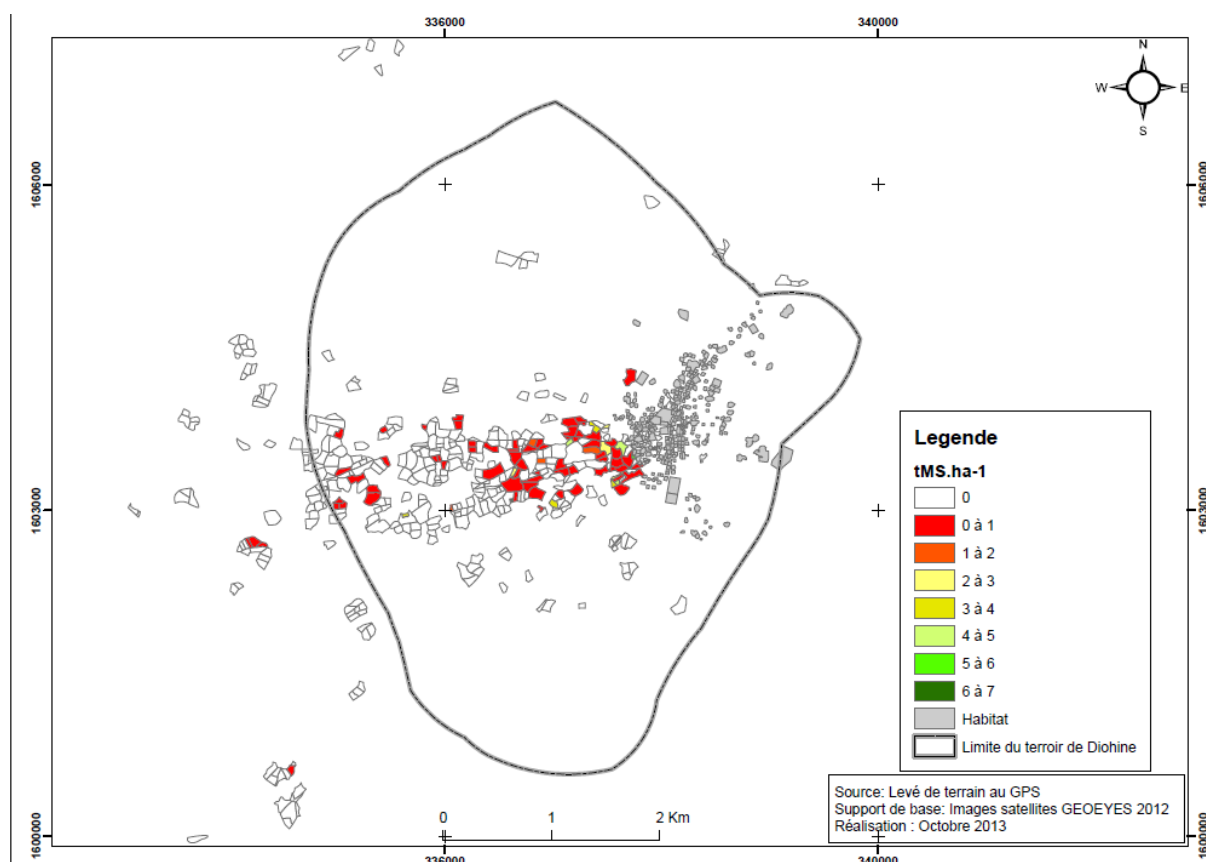 336000
340000
N
W
E
S
1606000
1606000
Legende
tMS.ha-1
0
0 à 1
1 à 2
2 à 3
3 à 4
4 à 5
5 à 6
6 à 7
Habitat
Limite du terroir de Diohine
1603000
1603000
Source: Levé de terrain au GPS
Support de base: Images satellites GEOEYES 2012
Réalisation : Octobre 2013
0 1 2 Km
1600000
1600000
336000
340000